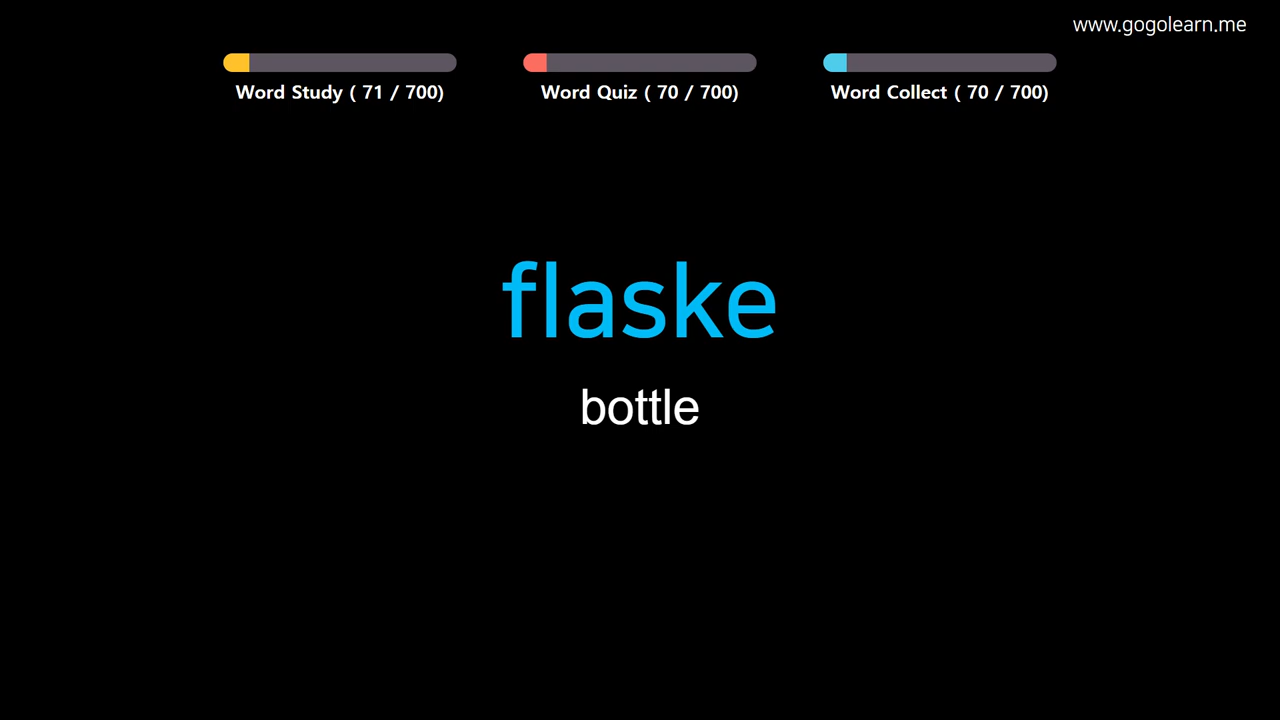 www.gogolearn.me
Word Study ( 71 / 700)
Word Quiz ( 70 / 700)
Word Collect ( 70 / 700)
flaske
bottle